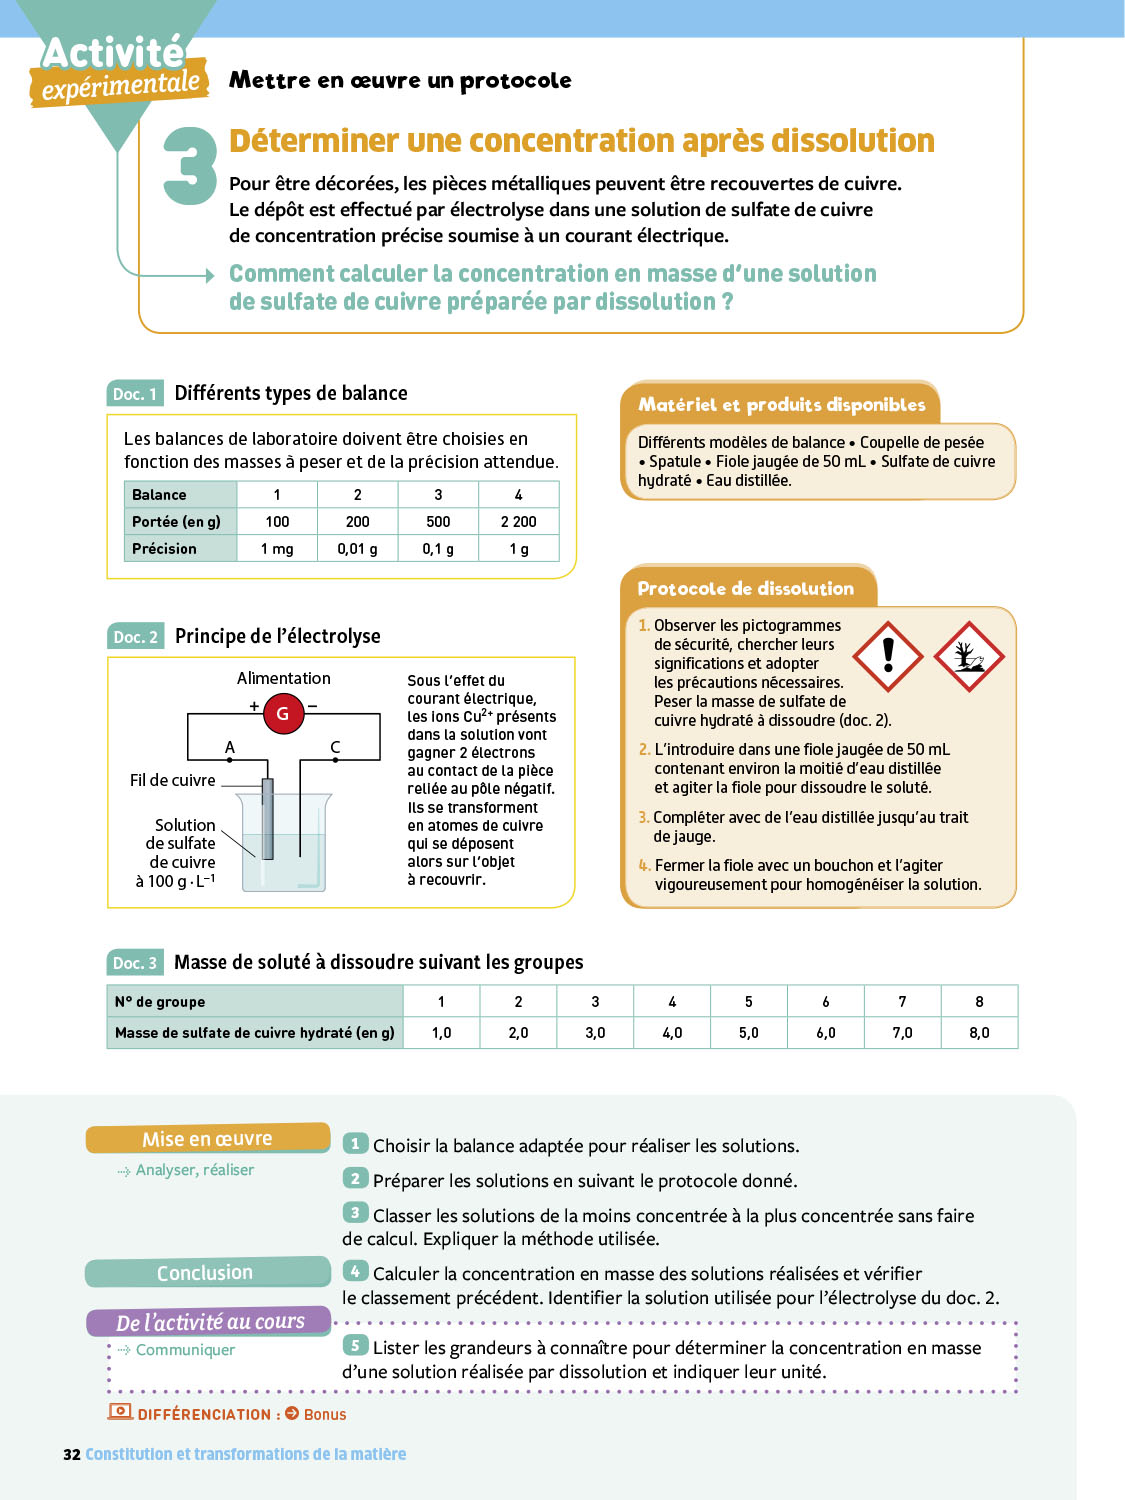 Activité
expérimentale
Mettre en œuvre un protocole
3
Déterminer une concentration après dissolution
Pour être décorées, les pièces métalliques peuvent être recouvertes de cuivre.
Le dépôt est effectué par électrolyse dans une solution de sulfate de cuivre
de concentration précise soumise à un courant électrique.
Comment calculer la concentration en masse d’une solution
de sulfate de cuivre préparée par dissolution ?
Doc. 1 Différents types de balance
Les balances de laboratoire doivent être choisies en
fonction des masses à peser et de la précision attendue.
Balance 1 2 3 4
Portée (en g) 100 200 500 2 200
Précision 1 mg 0,01 g 0,1 g 1 g
Matériel et produits disponibles
Différents modèles de balance • Coupelle de pesée
• Spatule • Fiole jaugée de 50 mL • Sulfate de cuivre
hydraté • Eau distillée.
Doc. 2 Principe de l’électrolyse
Alimentation
+ G −
A C
Fil de cuivre
Solution
de sulfate
de cuivre
à 100 g · L⁻¹
Sous l’effet du
courant électrique,
les ions Cu²⁺ présents
dans la solution vont
gagner 2 électrons
au contact de la pièce
reliée au pôle négatif.
Ils se transforment
en atomes de cuivre
qui se déposent
alors sur l’objet
à recouvrir.
Protocole de dissolution
1. Observer les pictogrammes
de sécurité, chercher leurs
significations et adopter
les précautions nécessaires.
Peser la masse de sulfate de
cuivre hydraté à dissoudre (doc. 2).
2. L’introduire dans une fiole jaugée de 50 mL
contenant environ la moitié d’eau distillée
et agiter la fiole pour dissoudre le soluté.
3. Compléter avec de l’eau distillée jusqu’au trait
de jauge.
4. Fermer la fiole avec un bouchon et l’agiter
vigoureusement pour homogénéiser la solution.
Doc. 3 Masse de soluté à dissoudre suivant les groupes
N° de groupe 1 2 3 4 5 6 7 8
Masse de sulfate de cuivre hydraté (en g) 1,0 2,0 3,0 4,0 5,0 6,0 7,0 8,0
Mise en œuvre
Analyser, réaliser
1 Choisir la balance adaptée pour réaliser les solutions.
2 Préparer les solutions en suivant le protocole donné.
3 Classer les solutions de la moins concentrée à la plus concentrée sans faire
de calcul. Expliquer la méthode utilisée.
Conclusion
4 Calculer la concentration en masse des solutions réalisées et vérifier
le classement précédent. Identifier la solution utilisée pour l’électrolyse du doc. 2.
De l’activité au cours
Communiquer
5 Lister les grandeurs à connaître pour déterminer la concentration en masse
d’une solution réalisée par dissolution et indiquer leur unité.
DIFFÉRENCIATION : Bonus
32 Constitution et transformations de la matière